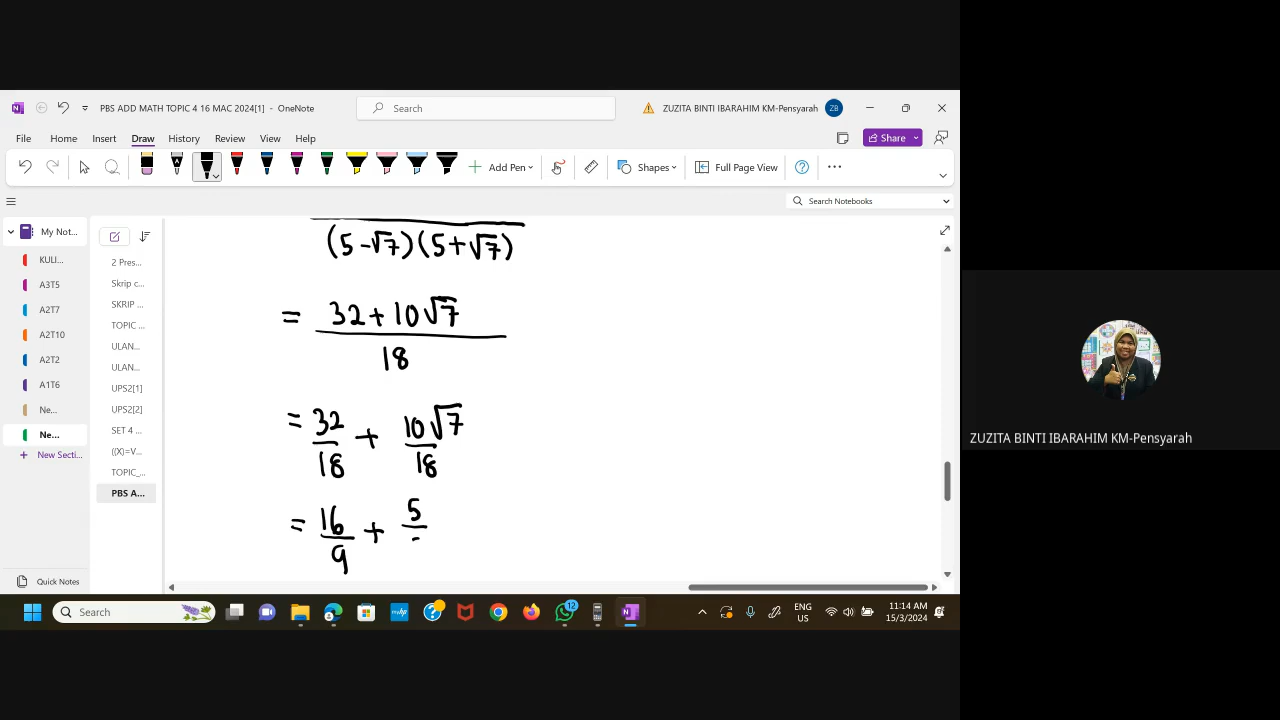 PBS ADD MATH TOPIC 4 16 MAC 2024[1] - OneNote
Search
ZUZITA BINTI IBARAHIM KM-Pensyarah
ZB
File Home Insert Draw History Review View Help
Share
Add Pen
Shapes
Full Page View
Search Notebooks
My Not...
KULI...
A3T5
A2T7
A2T10
A2T2
A1T6
Ne...
Ne...
New Secti...
2 Pres...
Skrip c...
SKRIP ...
TOPIC ...
ULAN...
ULAN...
UPS2[1]
UPS2[2]
SET 4 ...
((X)=V...
TOPIC_...
PBS A...
Quick Notes
(5-√7)(5+√7)
= 32+10√7
18
= 32/18 + 10√7/18
= 16/9 + 5
ZUZITA BINTI IBARAHIM KM-Pensyarah
Search
my hp
12
ENG
US
11:14 AM
15/3/2024